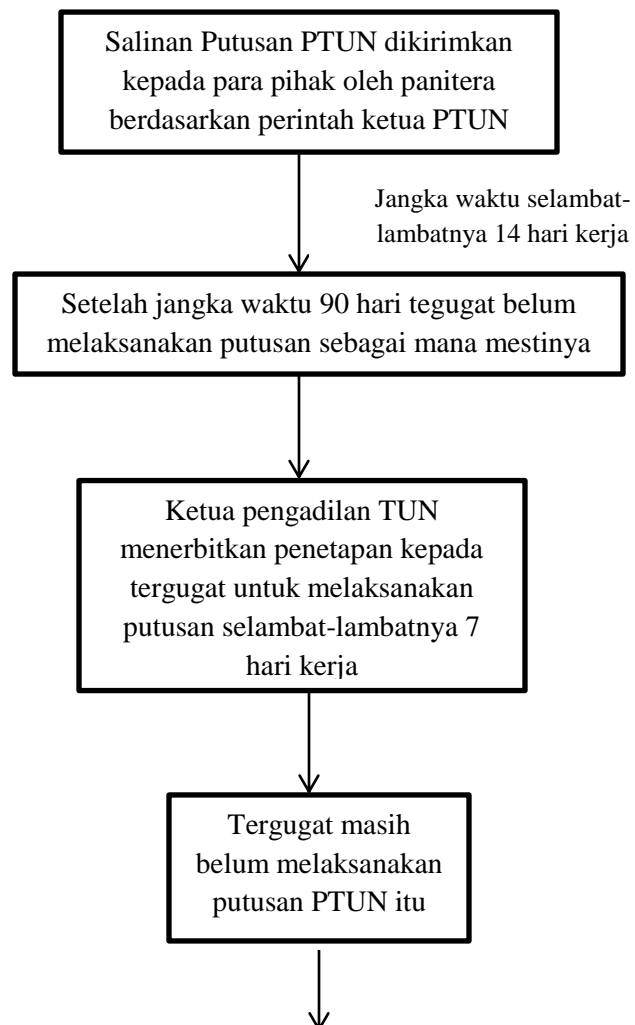 Salinan Putusan PTUN dikirimkan
kepada para pihak oleh panitera
berdasarkan perintah ketua PTUN
Jangka waktu selambat-
lambatnya 14 hari kerja
Setelah jangka waktu 90 hari tegugat belum
melaksanakan putusan sebagai mana mestinya
Ketua pengadilan TUN
menerbitkan penetapan kepada
tergugat untuk melaksanakan
putusan selambat-lambatnya 7
hari kerja
Tergugat masih
belum melaksanakan
putusan PTUN itu